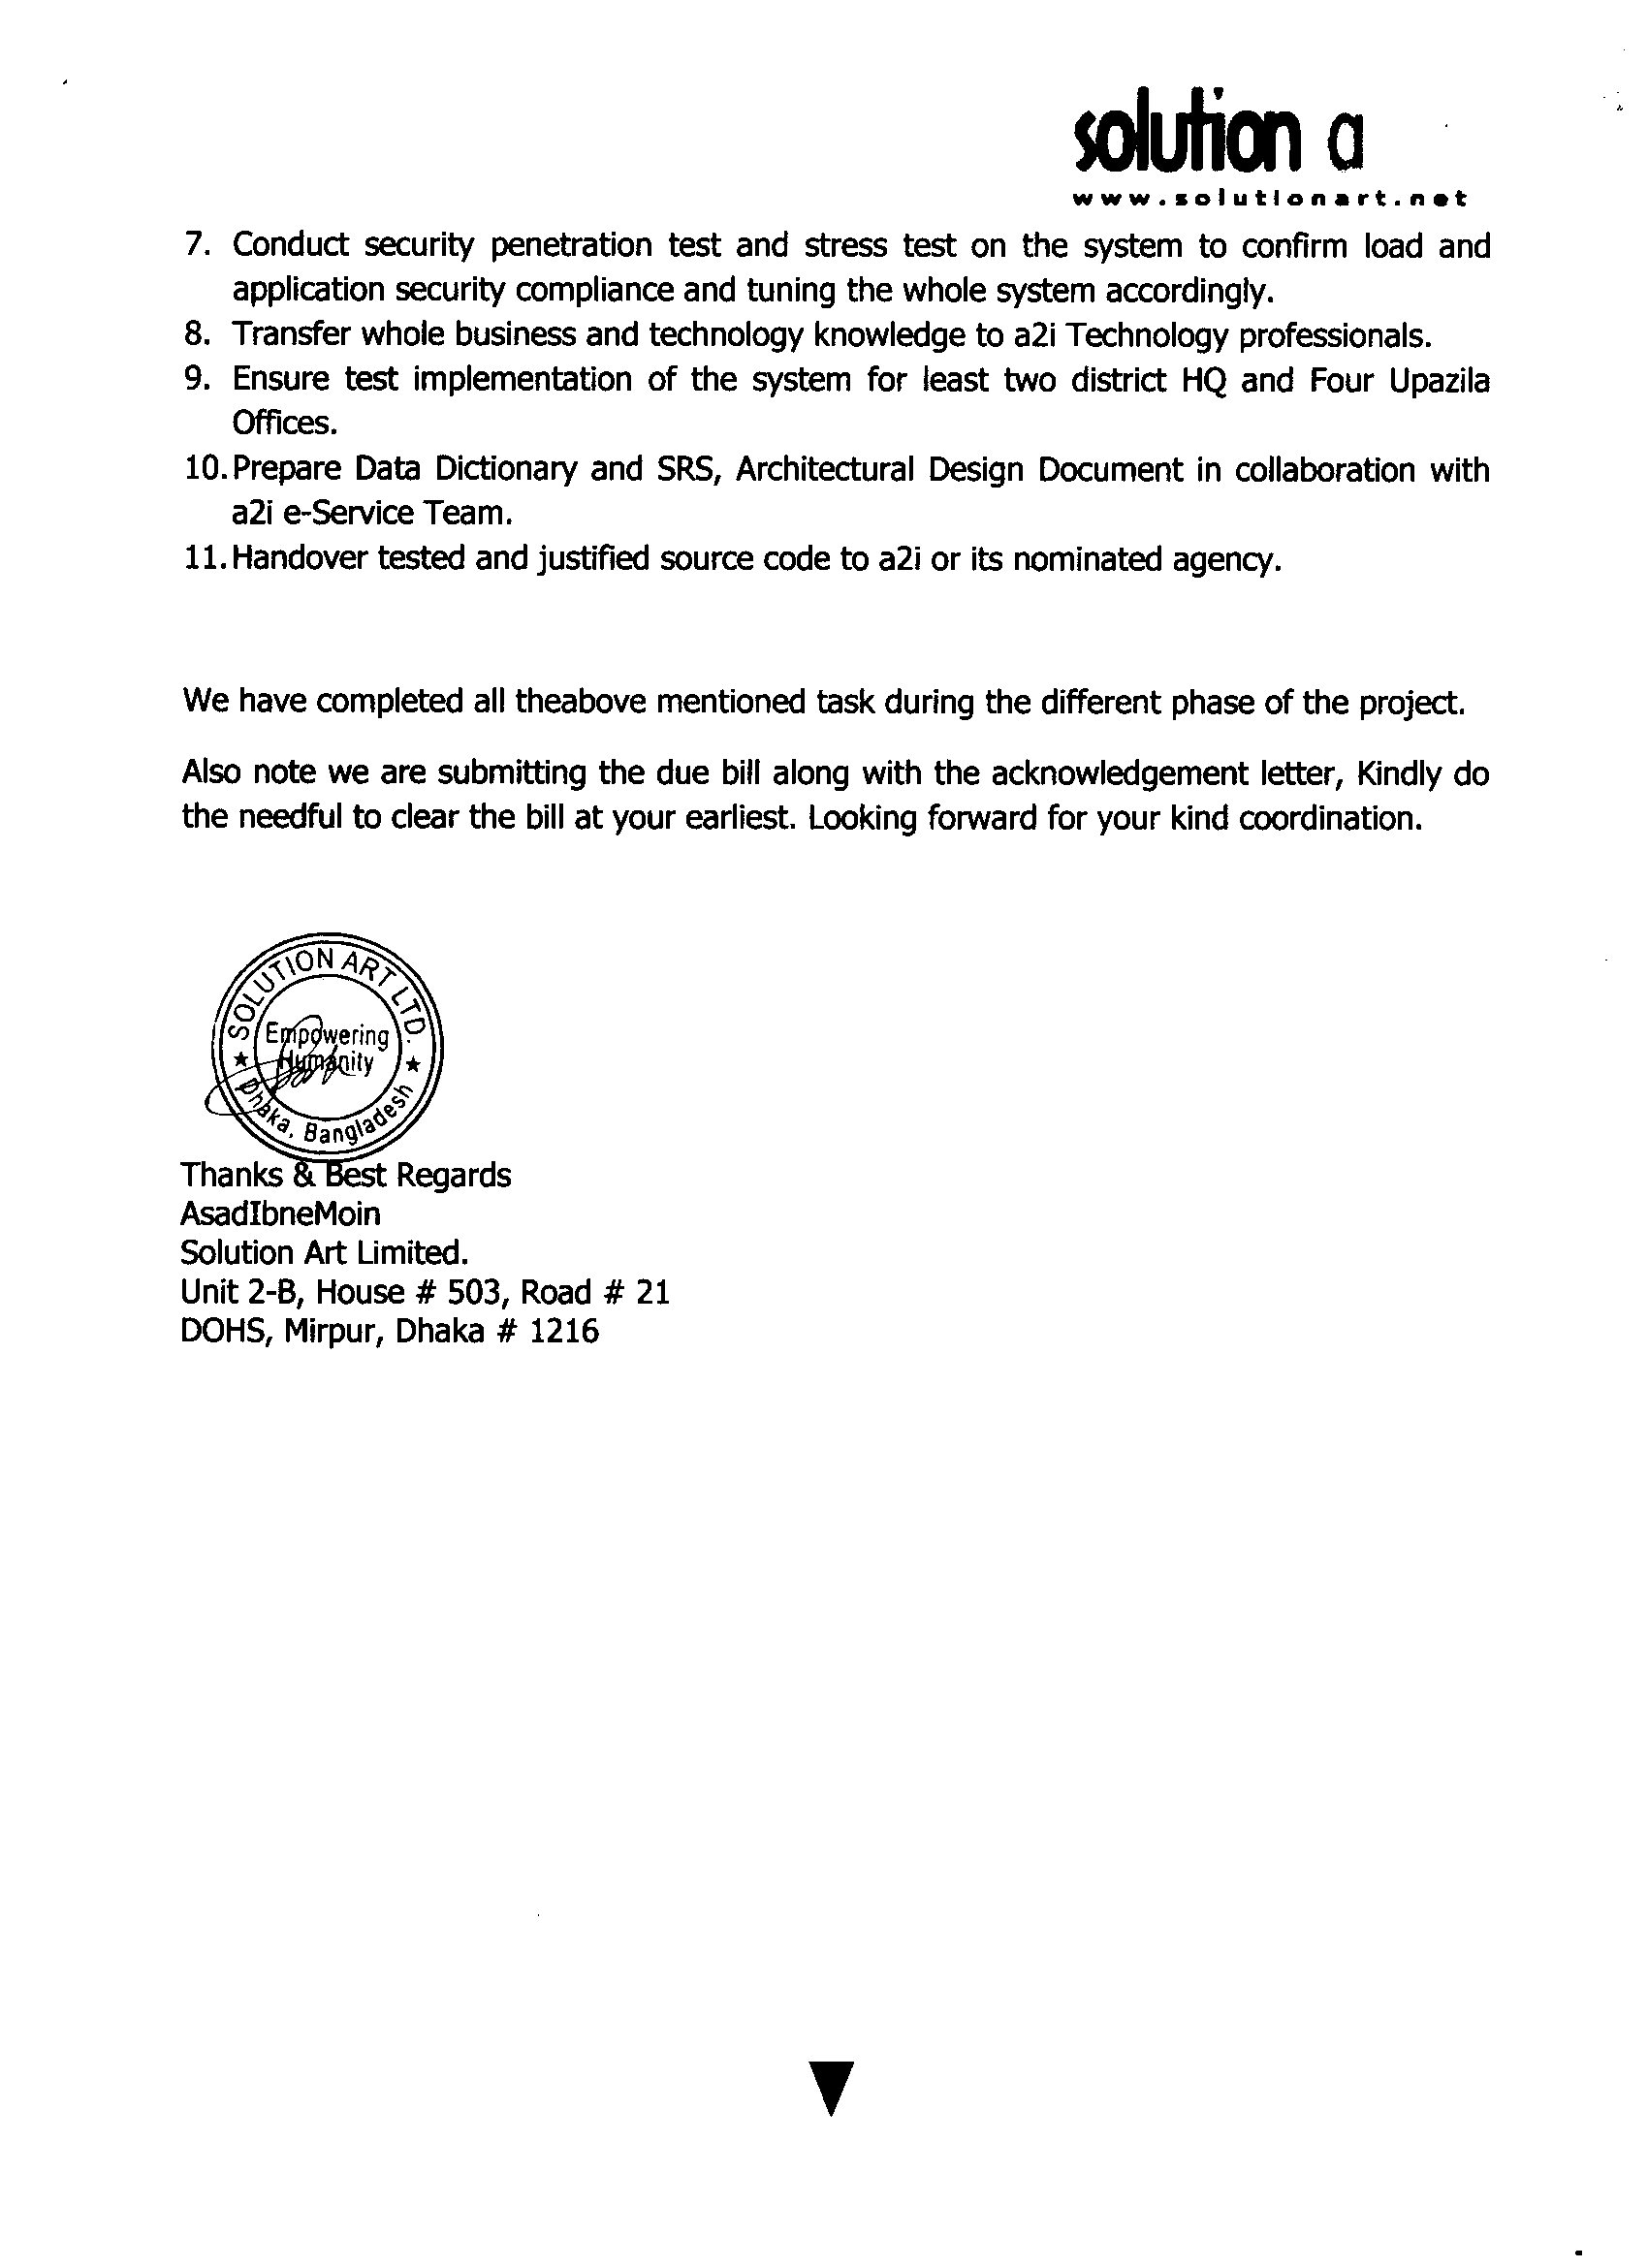 solution a
www.solutionart.net
7. Conduct security penetration test and stress test on the system to confirm load and
application security compliance and tuning the whole system accordingly.
8. Transfer whole business and technology knowledge to a2i Technology professionals.
9. Ensure test implementation of the system for least two district HQ and Four Upazila
Offices.
10. Prepare Data Dictionary and SRS, Architectural Design Document in collaboration with
a2i e-Service Team.
11. Handover tested and justified source code to a2i or its nominated agency.
We have completed all theabove mentioned task during the different phase of the project.
Also note we are submitting the due bill along with the acknowledgement letter, Kindly do
the needful to clear the bill at your earliest. Looking forward for your kind coordination.
SOLUTION ART LTD.
Empowering
Humanity
Dhaka, Bangladesh
Thanks & Best Regards
AsadIbneMoin
Solution Art Limited.
Unit 2-B, House # 503, Road # 21
DOHS, Mirpur, Dhaka # 1216